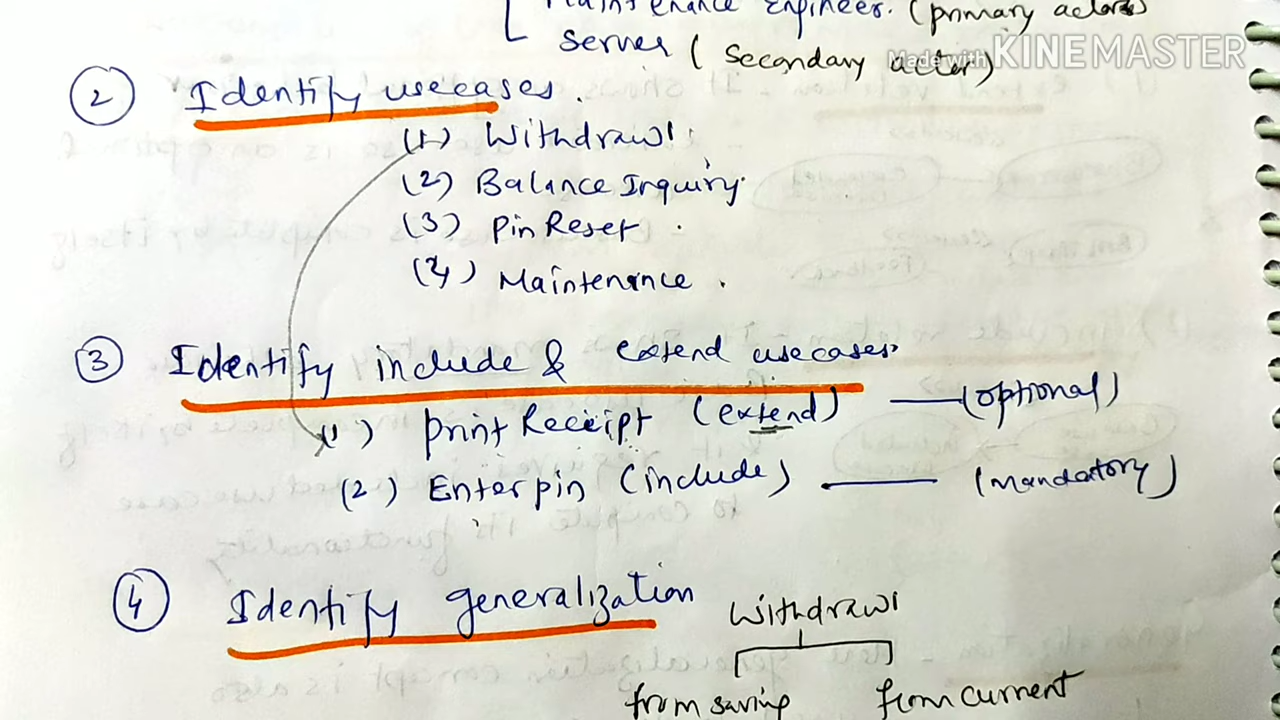 Maintenance Engineer. (primary actors)
Server (Secondary actor)
Made with KINEMASTER
2 Identify usecases.
(1) Withdrawl
(2) Balance Inquiry.
(3) Pin Reset.
(4) Maintenance.
3 Identify include & extend usecases.
(1) Print Receipt (extend) — (optional)
(2) Enter pin (include) — (Mandatory)
4 Identify generalization
Withdrawl
from saving from current